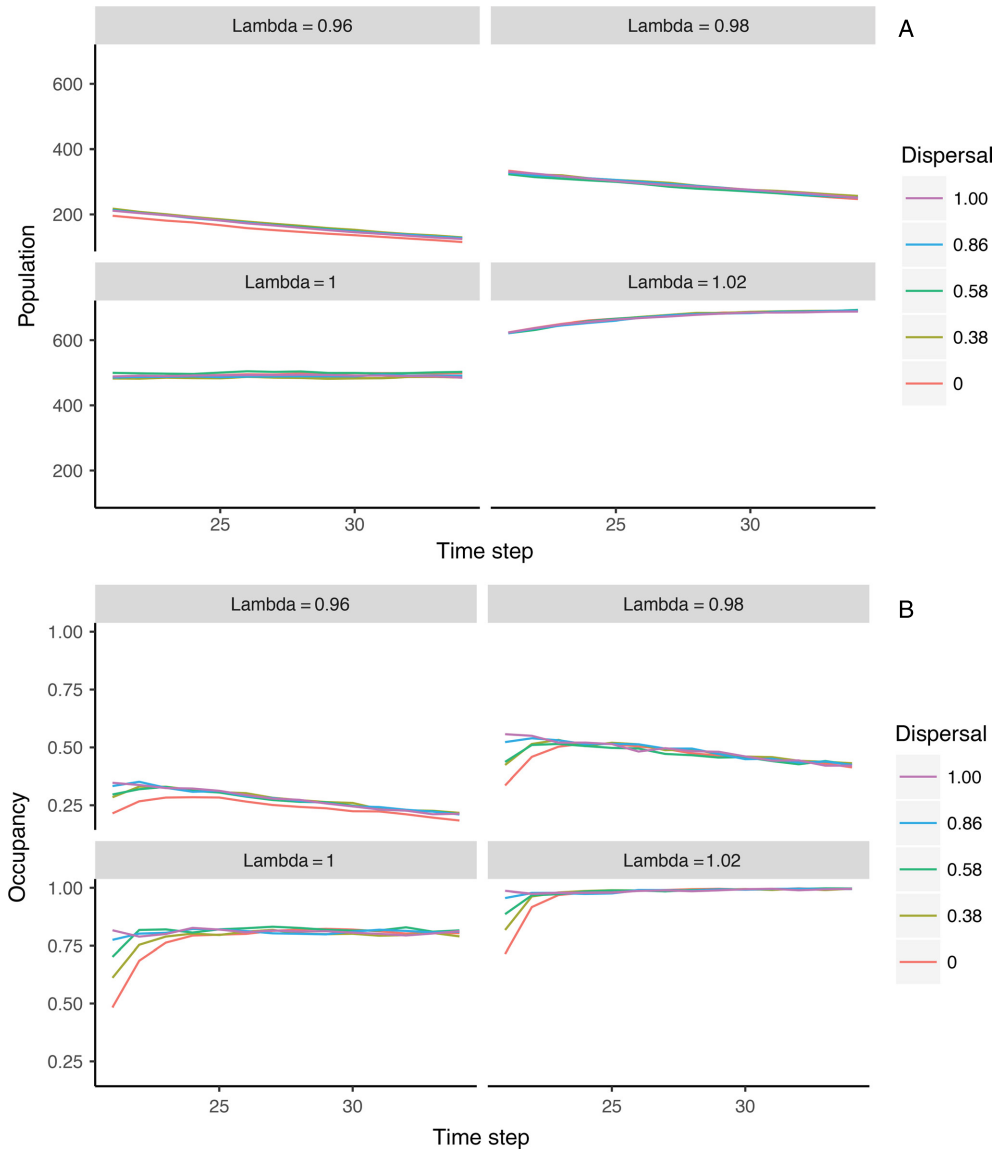 A
Lambda = 0.96
Lambda = 0.98
600
400
200
Lambda = 1
Lambda = 1.02
600
400
200
Population
25
30
25
30
Time step
Dispersal
1.00
0.86
0.58
0.38
0
B
Lambda = 0.96
Lambda = 0.98
1.00
0.75
0.50
0.25
Lambda = 1
Lambda = 1.02
1.00
0.75
0.50
0.25
Occupancy
25
30
25
30
Time step
Dispersal
1.00
0.86
0.58
0.38
0